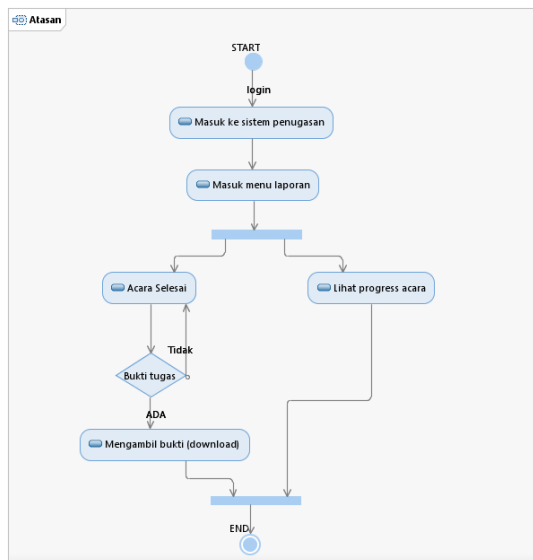 Atasan
START
login
Masuk ke sistem penugasan
Masuk menu laporan
Acara Selesai
Lihat progress acara
Tidak
Bukti tugas
ADA
Mengambil bukti (download)
END